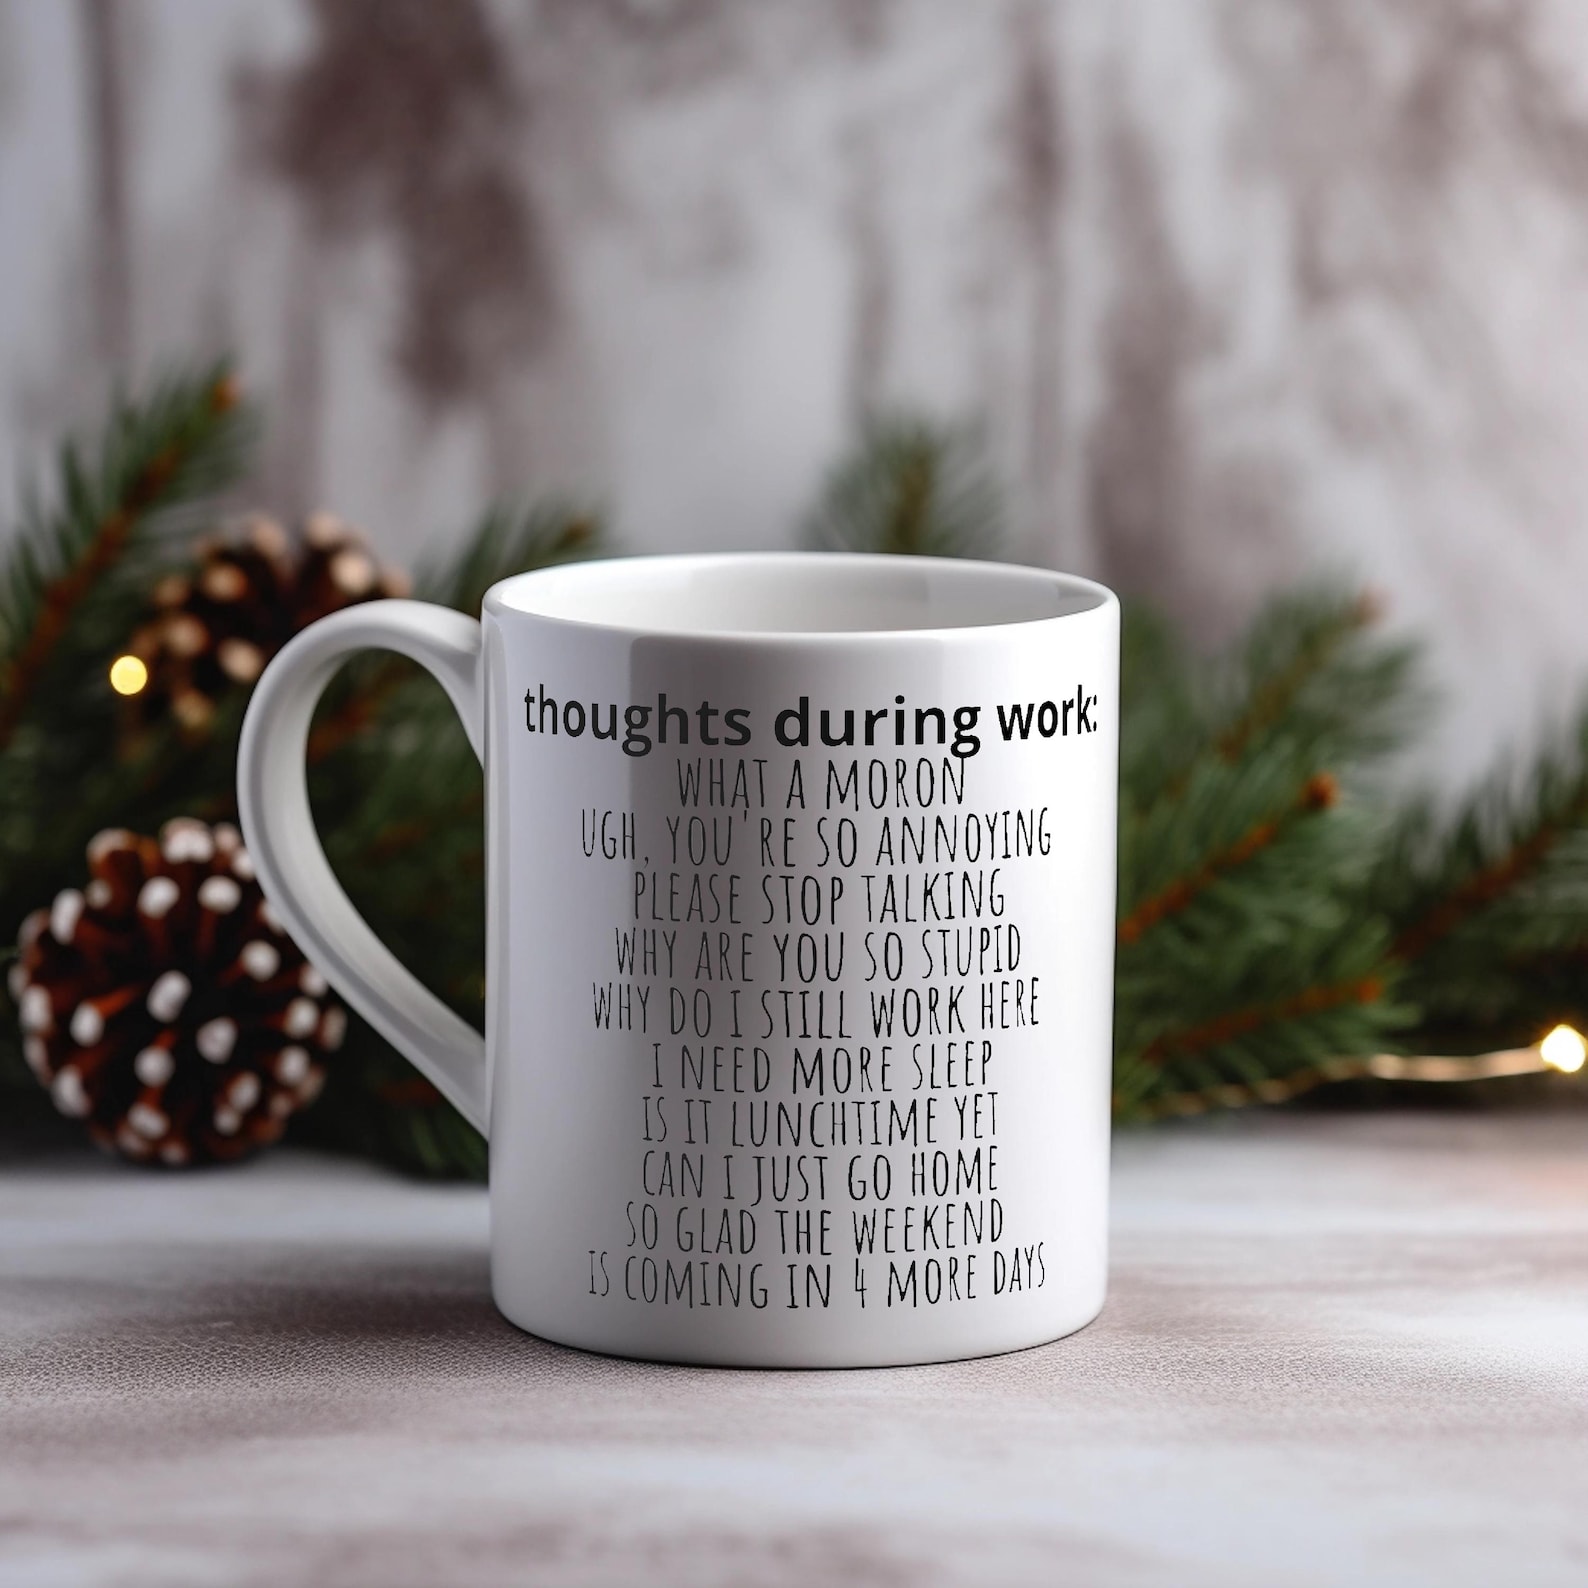 thoughts during work:
WHAT A MORON
UGH, YOU'RE SO ANNOYING
PLEASE STOP TALKING
WHY ARE YOU SO STUPID
WHY DO I STILL WORK HERE
I NEED MORE SLEEP
IS IT LUNCHTIME YET
CAN I JUST GO HOME
SO GLAD THE WEEKEND
IS COMING IN 4 MORE DAYS